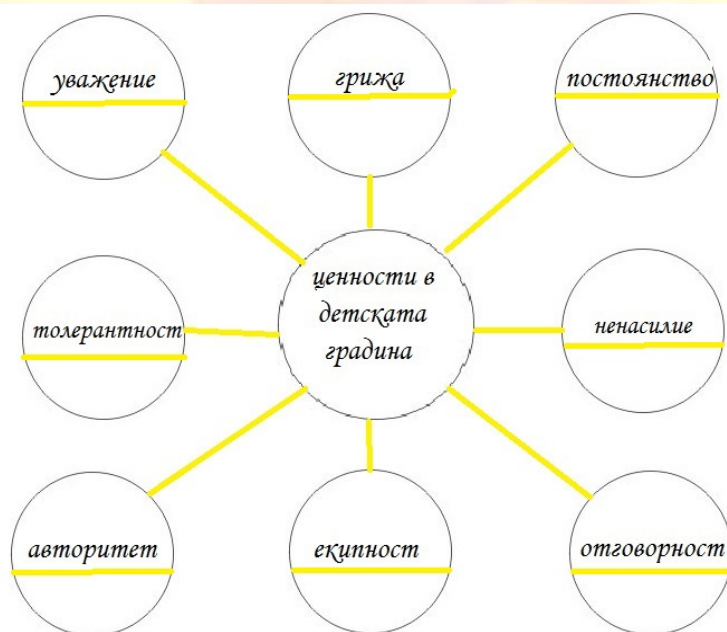 уважение
грижа
постоянство
ценности в
детската
градина
толерантност
ненасилие
авторитет
екипност
отговорност